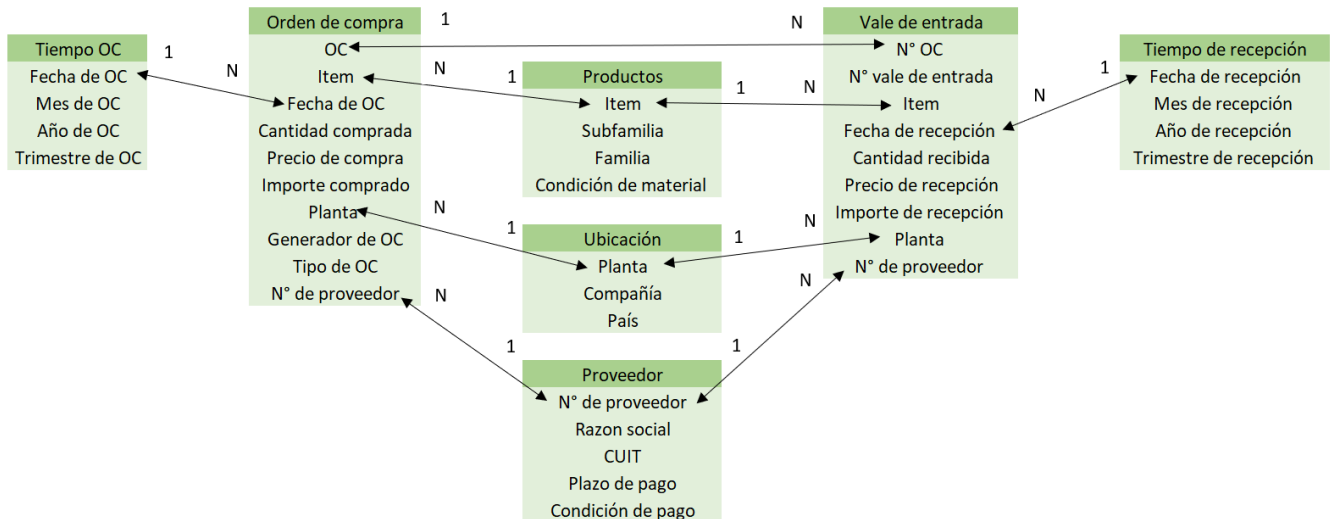 Tiempo OC
Fecha de OC
Mes de OC
Año de OC
Trimestre de OC
1
N
Orden de compra
OC
Item
Fecha de OC
Cantidad comprada
Precio de compra
Importe comprado
Planta
Generador de OC
Tipo de OC
N° de proveedor
1
N
N
1
N
1
N
1
Productos
Item
Subfamilia
Familia
Condición de material
Ubicación
Planta
Compañía
País
Proveedor
N° de proveedor
Razon social
CUIT
Plazo de pago
Condición de pago
1
N
1
N
1
N
Vale de entrada
N° OC
N° vale de entrada
Item
Fecha de recepción
Cantidad recibida
Precio de recepción
Importe de recepción
Planta
N° de proveedor
N
1
Tiempo de recepción
Fecha de recepción
Mes de recepción
Año de recepción
Trimestre de recepción